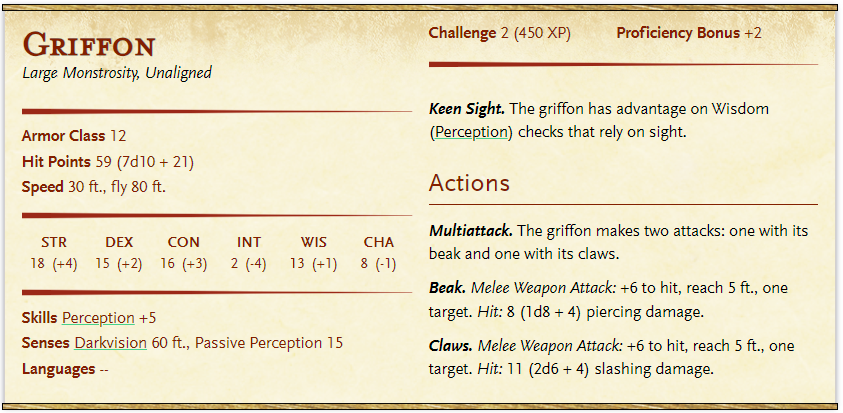 GRIFFON
Large Monstrosity, Unaligned
Armor Class 12
Hit Points 59 (7d10 + 21)
Speed 30 ft., fly 80 ft.
STR DEX CON INT WIS CHA
18 (+4) 15 (+2) 16 (+3) 2 (-4) 13 (+1) 8 (-1)
Skills Perception +5
Senses Darkvision 60 ft., Passive Perception 15
Languages --
Challenge 2 (450 XP) Proficiency Bonus +2
Keen Sight. The griffon has advantage on Wisdom
(Perception) checks that rely on sight.
Actions
Multiattack. The griffon makes two attacks: one with its
beak and one with its claws.
Beak. Melee Weapon Attack: +6 to hit, reach 5 ft., one
target. Hit: 8 (1d8 + 4) piercing damage.
Claws. Melee Weapon Attack: +6 to hit, reach 5 ft., one
target. Hit: 11 (2d6 + 4) slashing damage.